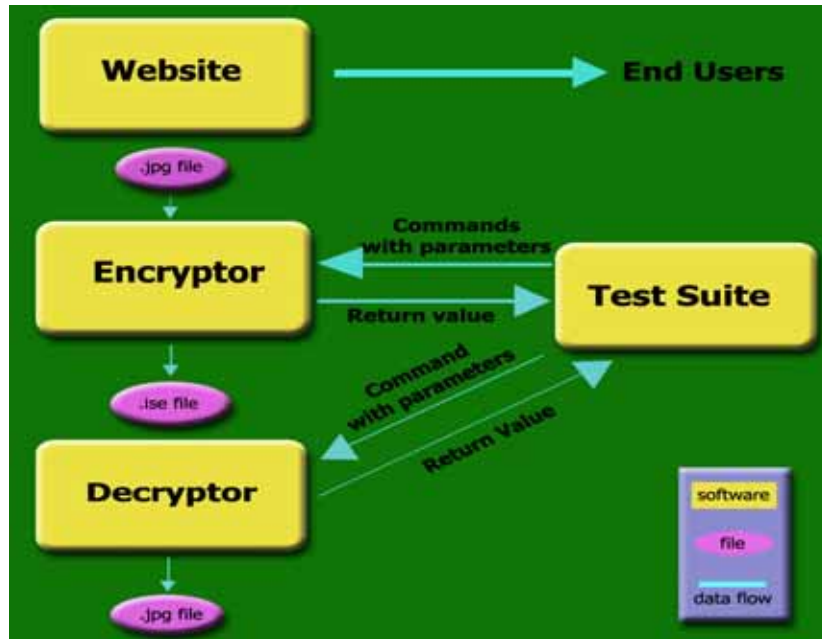 Website
End Users
.jpg file
Commands
with parameters
Encryptor
Test Suite
Return value
Command
with parameters
.ise file
Return Value
Decryptor
software
file
data flow
.jpg file